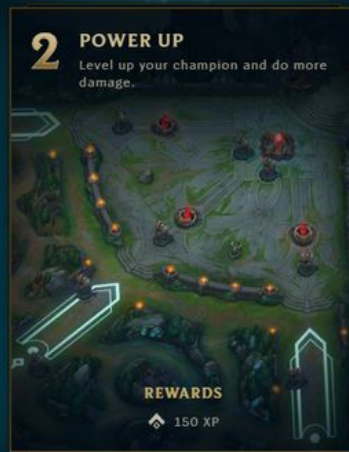 2
POWER UP
Level up your champion and do more
damage.
REWARDS
150 XP